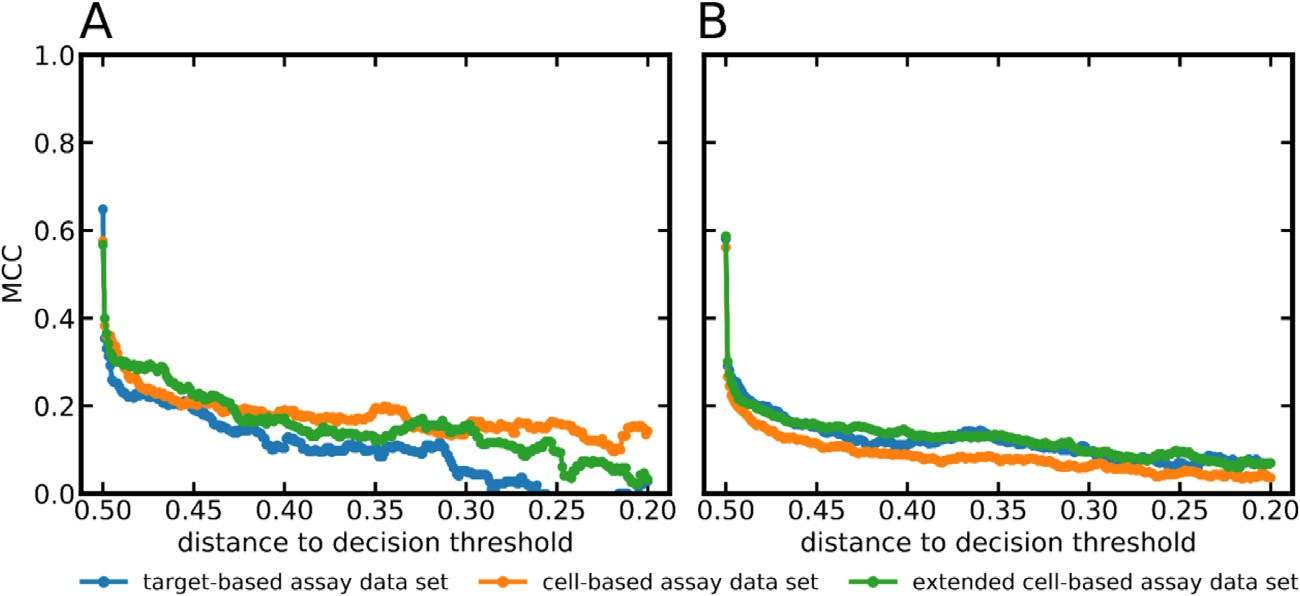 A B
1.0
0.8
0.6
0.4
0.2
0.0
MCC
0.50 0.45 0.40 0.35 0.30 0.25 0.20 0.50 0.45 0.40 0.35 0.30 0.25 0.20
distance to decision threshold distance to decision threshold
target-based assay data set cell-based assay data set extended cell-based assay data set